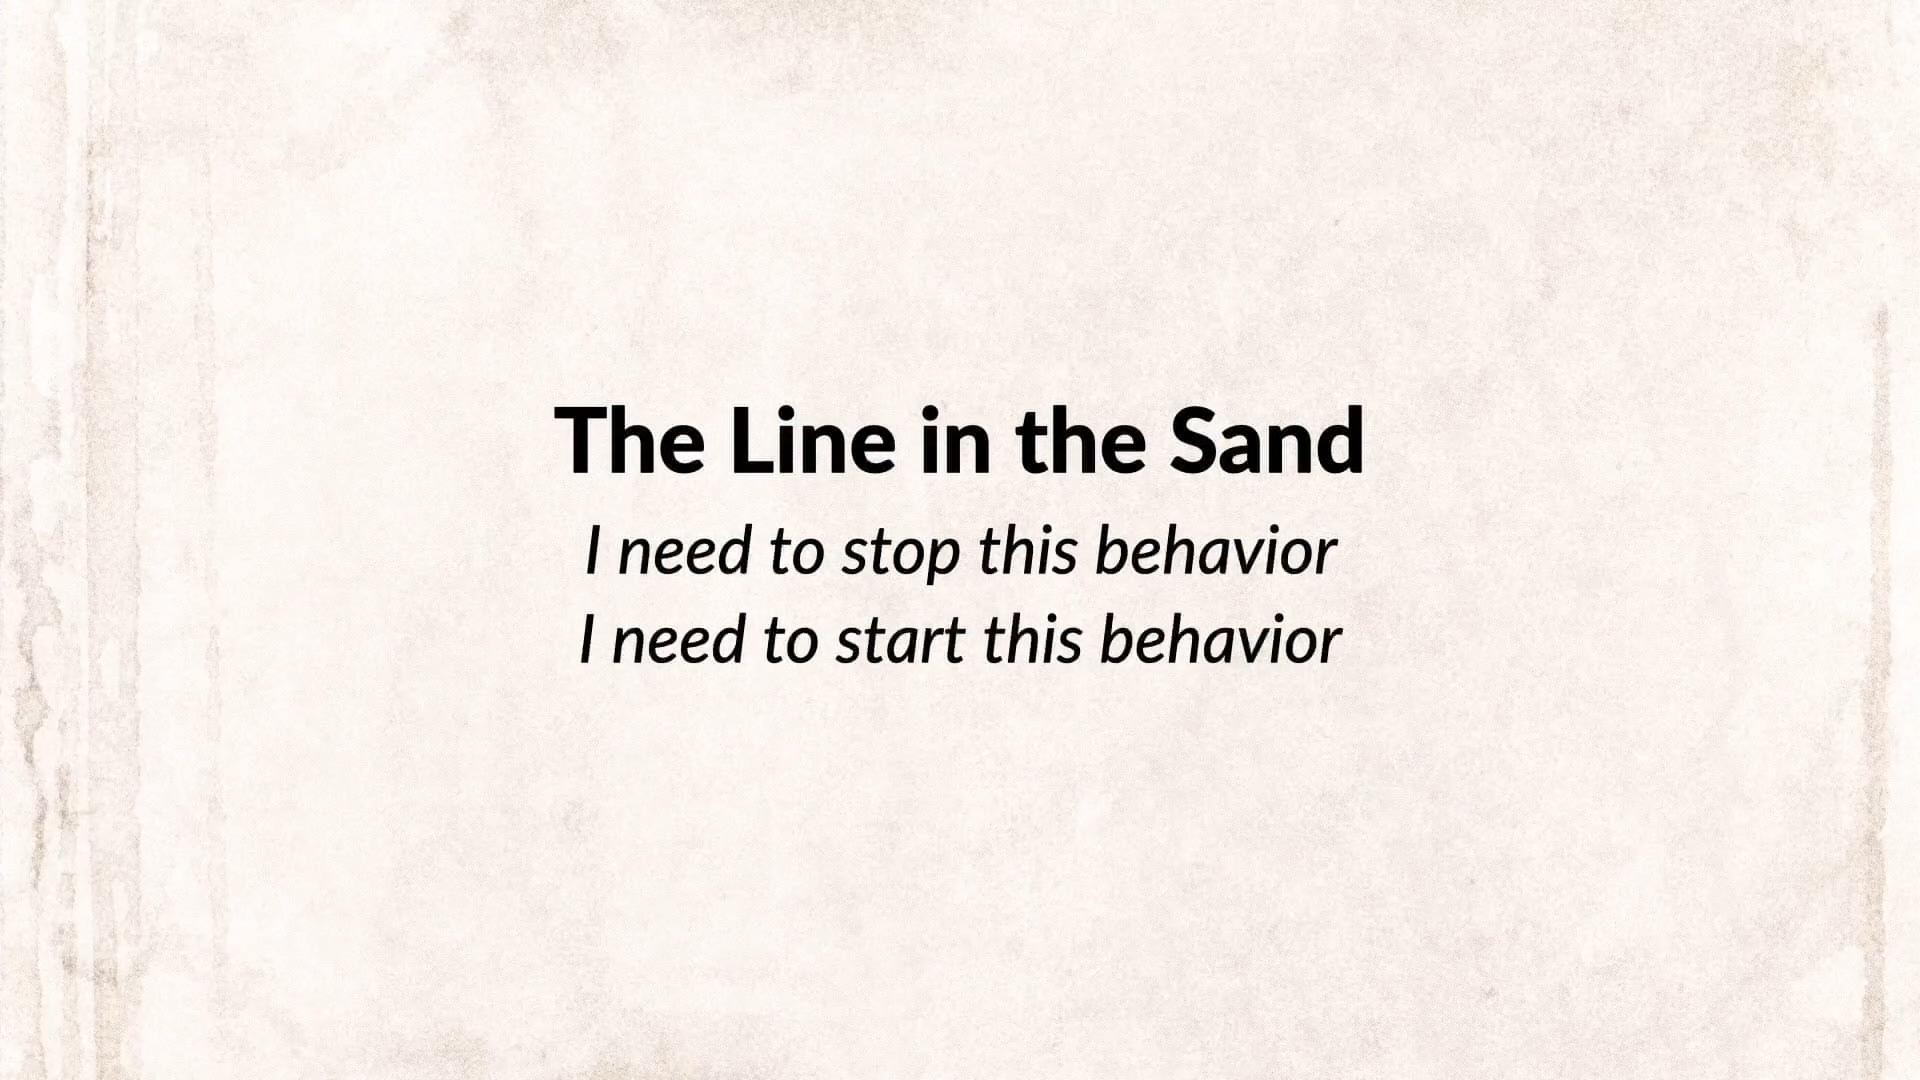 The Line in the Sand
I need to stop this behavior
I need to start this behavior